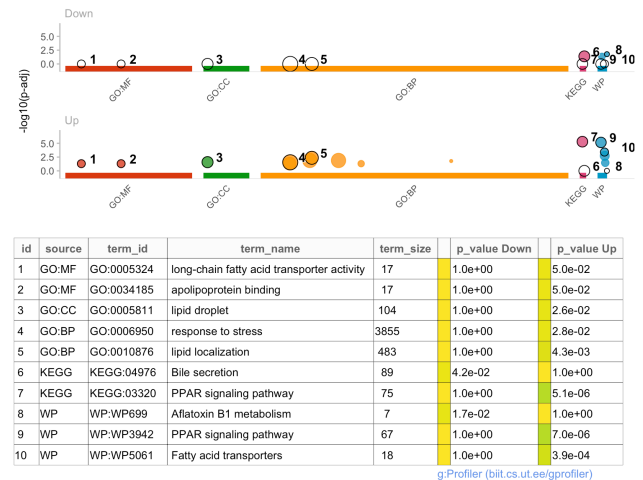 Down
5.0
2.5
0.0
1 2 3 4 5 6 7 8 9 10
GO:MF GO:CC GO:BP KEGG WP
-log10(p-adj)
Up
5.0
2.5
0.0
1 2 3 4 5 7 6 9 10 8
GO:MF GO:CC GO:BP KEGG WP
id source term_id term_name term_size p_value Down p_value Up
1 GO:MF GO:0005324 long-chain fatty acid transporter activity 17 1.0e+00 5.0e-02
2 GO:MF GO:0034185 apolipoprotein binding 17 1.0e+00 5.0e-02
3 GO:CC GO:0005811 lipid droplet 104 1.0e+00 2.6e-02
4 GO:BP GO:0006950 response to stress 3855 1.0e+00 2.8e-02
5 GO:BP GO:0010876 lipid localization 483 1.0e+00 4.3e-03
6 KEGG KEGG:04976 Bile secretion 89 4.2e-02 1.0e+00
7 KEGG KEGG:03320 PPAR signaling pathway 75 1.0e+00 5.1e-06
8 WP WP:WP699 Aflatoxin B1 metabolism 7 1.7e-02 1.0e+00
9 WP WP:WP3942 PPAR signaling pathway 67 1.0e+00 7.0e-06
10 WP WP:WP5061 Fatty acid transporters 18 1.0e+00 3.9e-04
g:Profiler (biit.cs.ut.ee/gprofiler)